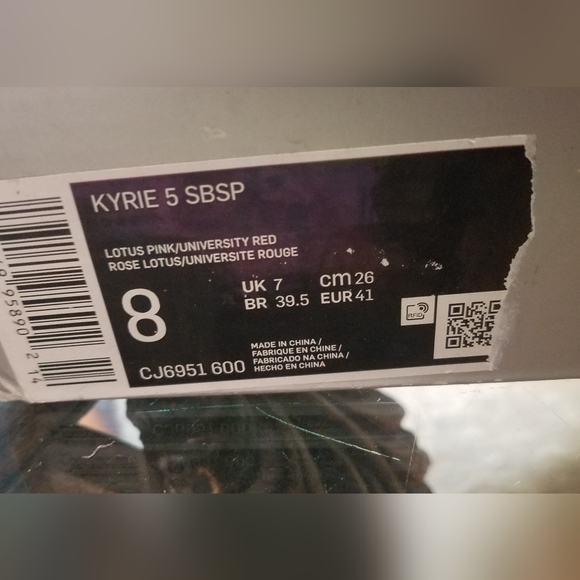 KYRIE 5 SBSP
LOTUS PINK/UNIVERSITY RED
ROSE LOTUS/UNIVERSITE ROUGE
8
UK 7 cm 26
BR 39.5 EUR 41
RFID
CJ6951 600
MADE IN CHINA /
FABRIQUE EN CHINE /
FABRICADO NA CHINA /
HECHO EN CHINA